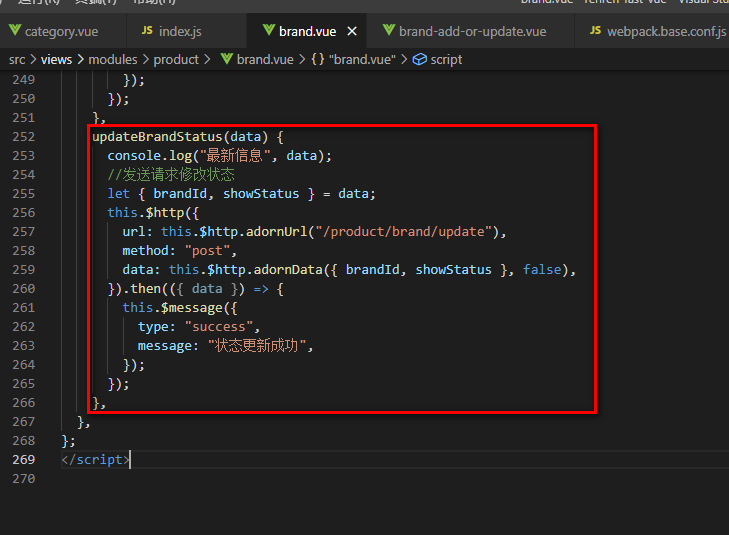 brand.vue
category.vue
JS index.js
brand.vue
brand-add-or-update.vue
JS webpack.base.conf.js
src > views > modules > product > brand.vue > {} "brand.vue" > script
249 });
250 });
251 },
252 updateBrandStatus(data) {
253 console.log("最新信息", data);
254 //发送请求修改状态
255 let { brandId, showStatus } = data;
256 this.$http({
257 url: this.$http.adornUrl("/product/brand/update"),
258 method: "post",
259 data: this.$http.adornData({ brandId, showStatus }, false),
260 }).then(({ data }) => {
261 this.$message({
262 type: "success",
263 message: "状态更新成功",
264 });
265 });
266 },
267 },
268 };
269 </script>
270